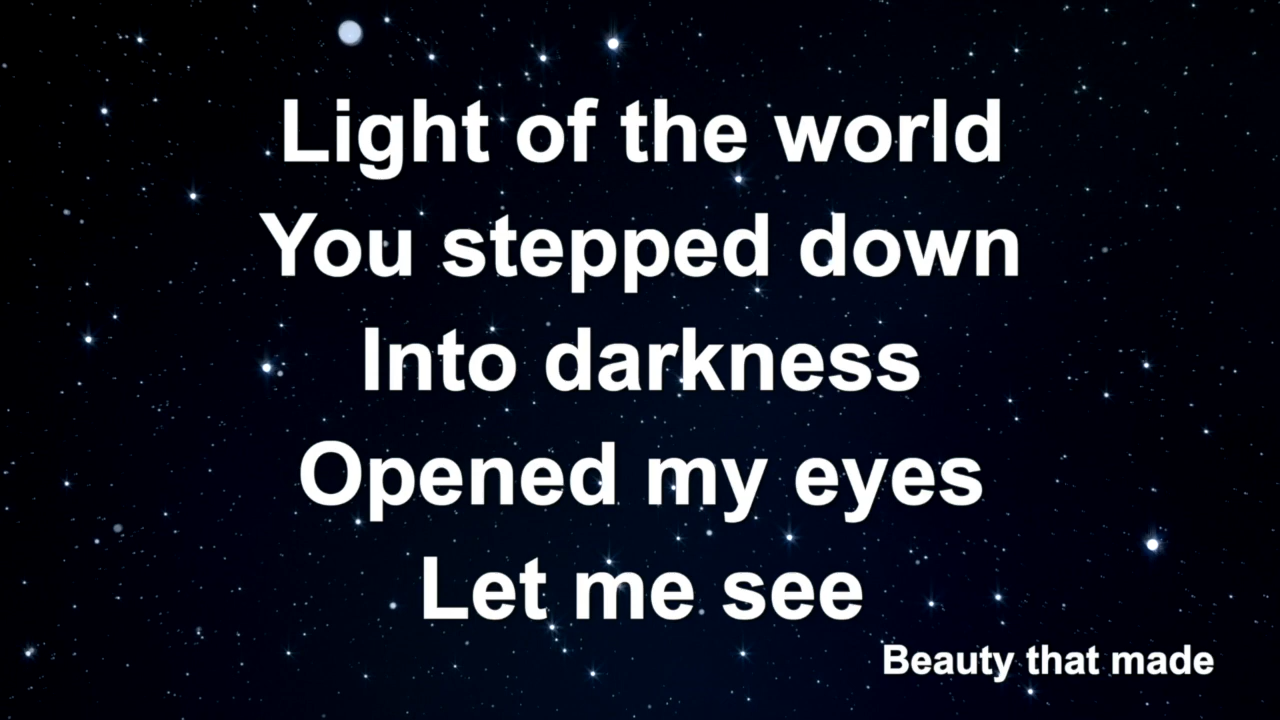 Light of the world
You stepped down
Into darkness
Opened my eyes
Let me see
Beauty that made